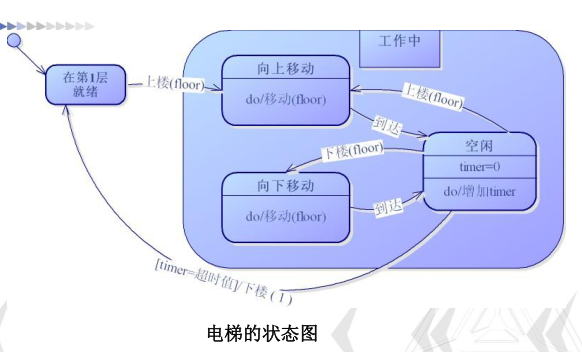 工作中
在第1层
就绪
上楼(floor)
向上移动
do/移动(floor)
上楼(floor)
到达
下楼(floor)
空闲
timer=0
do/增加timer
向下移动
do/移动(floor)
到达
[timer=超时值]/下楼(1)
电梯的状态图